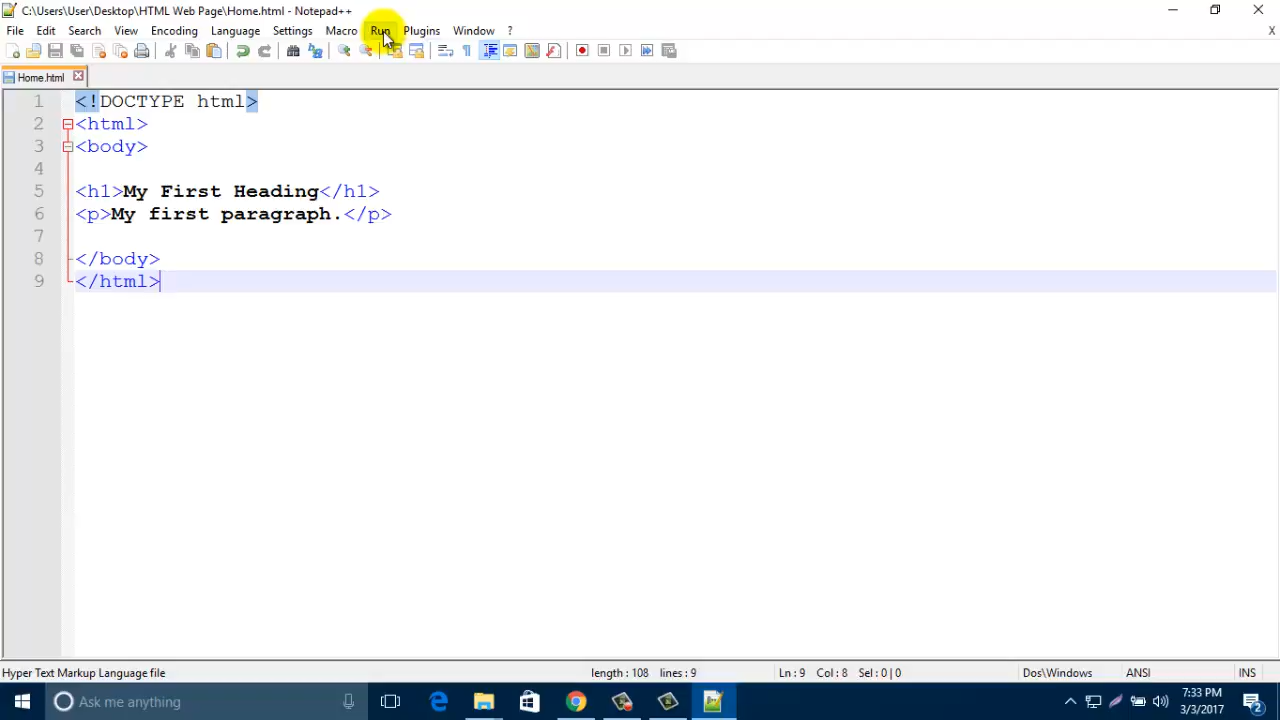 C:\Users\User\Desktop\HTML Web Page\Home.html - Notepad++
File Edit Search View Encoding Language Settings Macro Run Plugins Window ? X
Home.html
1 <!DOCTYPE html>
2 <html>
3 <body>
4
5 <h1>My First Heading</h1>
6 <p>My first paragraph.</p>
7
8 </body>
9 </html>
Hyper Text Markup Language file length : 108 lines : 9 Ln : 9 Col : 8 Sel : 0 | 0 Dos\Windows ANSI INS
Ask me anything 7:33 PM
3/3/2017 2